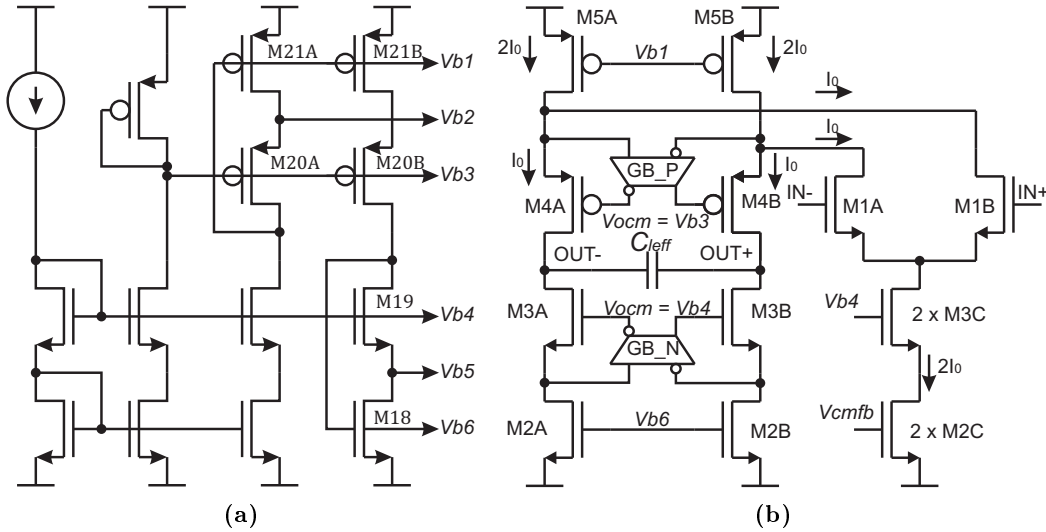 M21A
M21B
Vb1
Vb2
M20A
M20B
Vb3
M19
Vb4
Vb5
M18
Vb6
(a)
M5A
M5B
2I0
Vb1
2I0
I0
I0
I0
GB_P
I0
M4A
M4B
IN-
M1A
M1B
IN+
Vocm = Vb3
OUT-
Cleff
OUT+
M3A
Vocm = Vb4
M3B
Vb4
2 x M3C
GB_N
2I0
M2A
Vb6
M2B
Vcmfb
2 x M2C
(b)